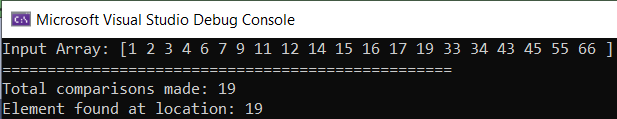 Microsoft Visual Studio Debug Console
Input Array: [1 2 3 4 6 7 9 11 12 14 15 16 17 19 33 34 43 45 55 66 ]
==================================================
Total comparisons made: 19
Element found at location: 19